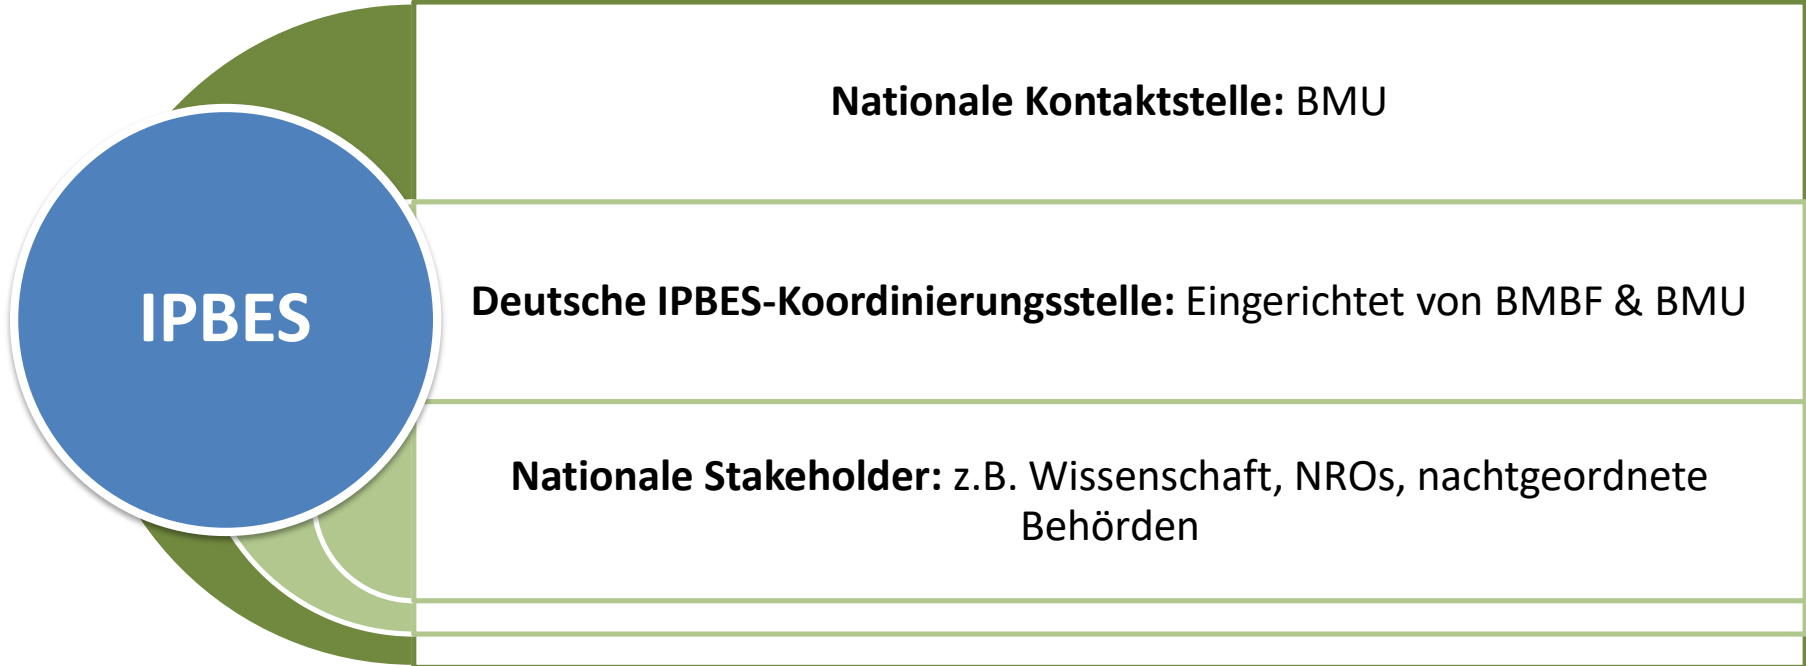 Nationale Kontaktstelle: BMU
IPBES
Deutsche IPBES-Koordinierungsstelle: Eingerichtet von BMBF & BMU
Nationale Stakeholder: z.B. Wissenschaft, NROs, nachtgeordnete
Behörden